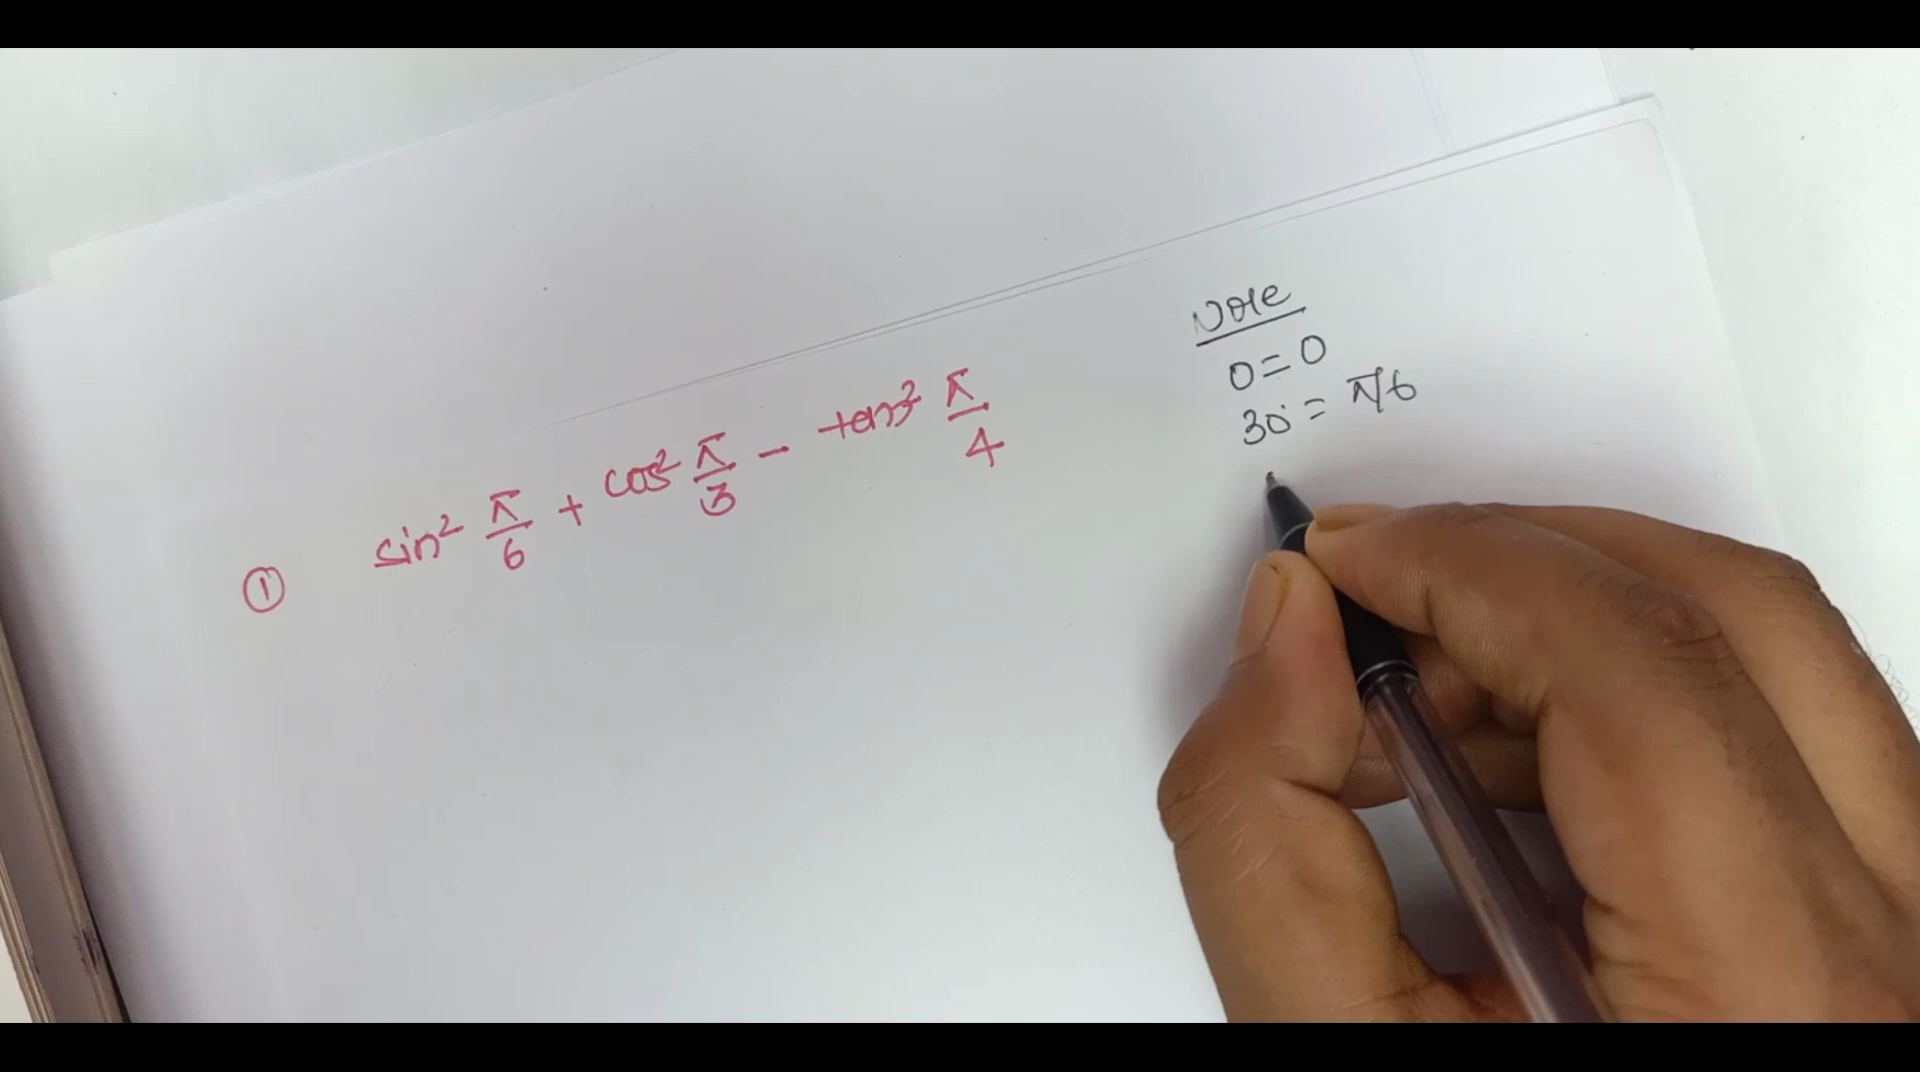 ① sin² π/6 + cos² π/3 - tan² π/4
Note
0 = 0
30° = π/6